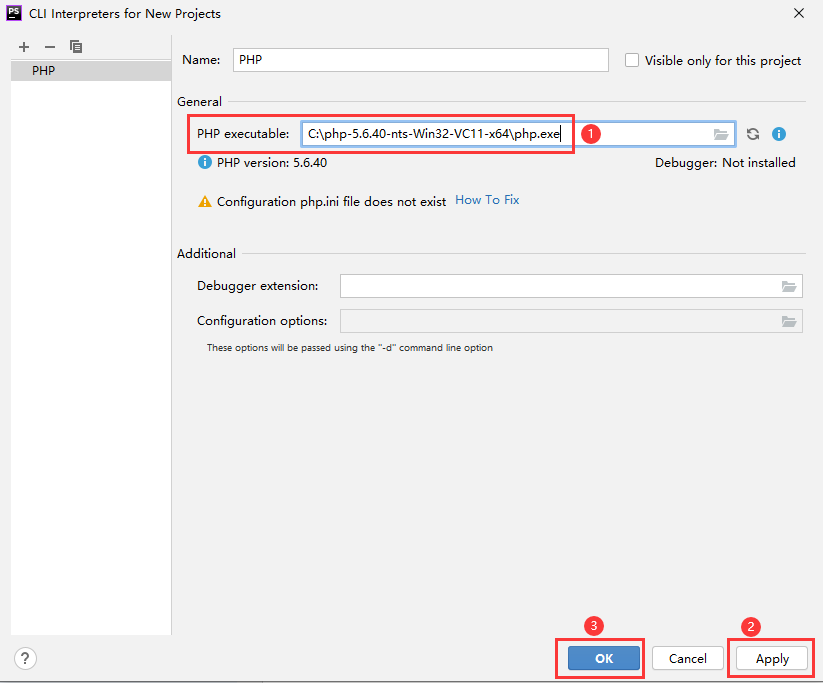 PS CLI Interpreters for New Projects
PHP
Name: PHP Visible only for this project
General
PHP executable: C:\php-5.6.40-nts-Win32-VC11-x64\php.exe 1
PHP version: 5.6.40 Debugger: Not installed
Configuration php.ini file does not exist How To Fix
Additional
Debugger extension:
Configuration options:
These options will be passed using the "-d" command line option
3 2
? OK Cancel Apply